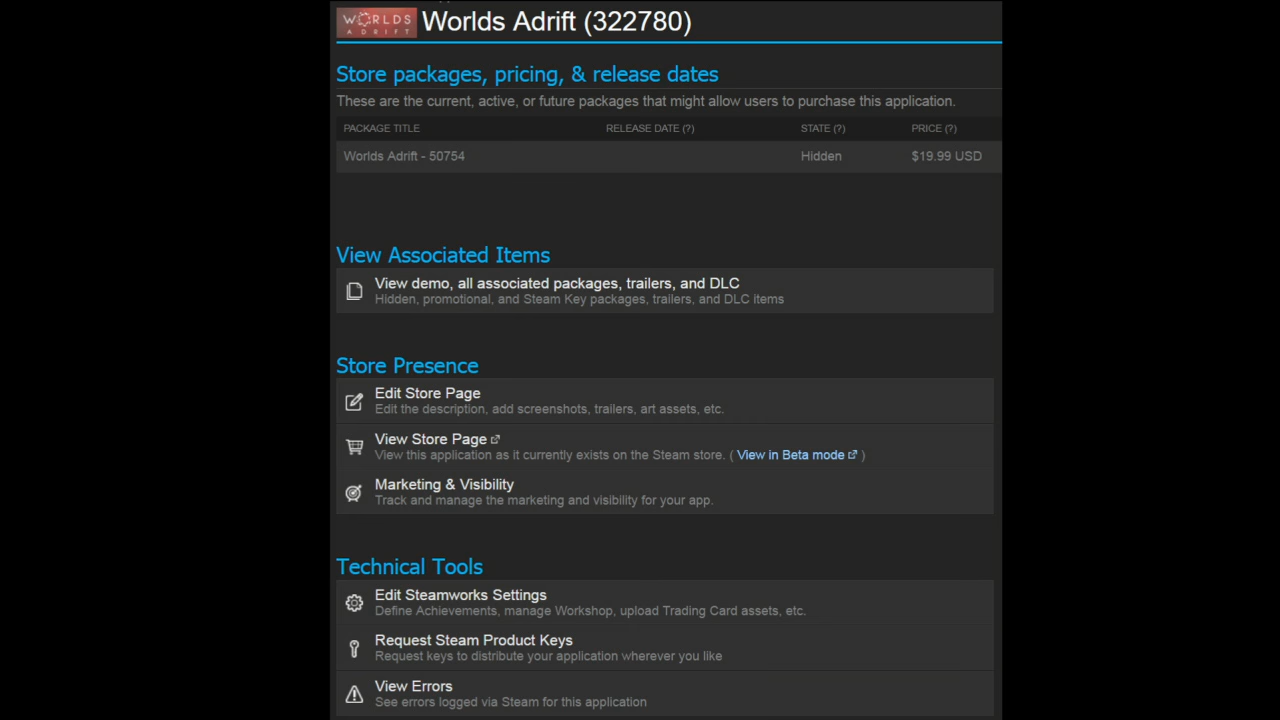 WORLDS
ADRIFT
Worlds Adrift (322780)
Store packages, pricing, & release dates
These are the current, active, or future packages that might allow users to purchase this application.
PACKAGE TITLE RELEASE DATE (?) STATE (?) PRICE (?)
Worlds Adrift - 50754 Hidden $19.99 USD
View Associated Items
View demo, all associated packages, trailers, and DLC
Hidden, promotional, and Steam Key packages, trailers, and DLC items
Store Presence
Edit Store Page
Edit the description, add screenshots, trailers, art assets, etc.
View Store Page
View this application as it currently exists on the Steam store. ( View in Beta mode )
Marketing & Visibility
Track and manage the marketing and visibility for your app.
Technical Tools
Edit Steamworks Settings
Define Achievements, manage Workshop, upload Trading Card assets, etc.
Request Steam Product Keys
Request keys to distribute your application wherever you like
View Errors
See errors logged via Steam for this application